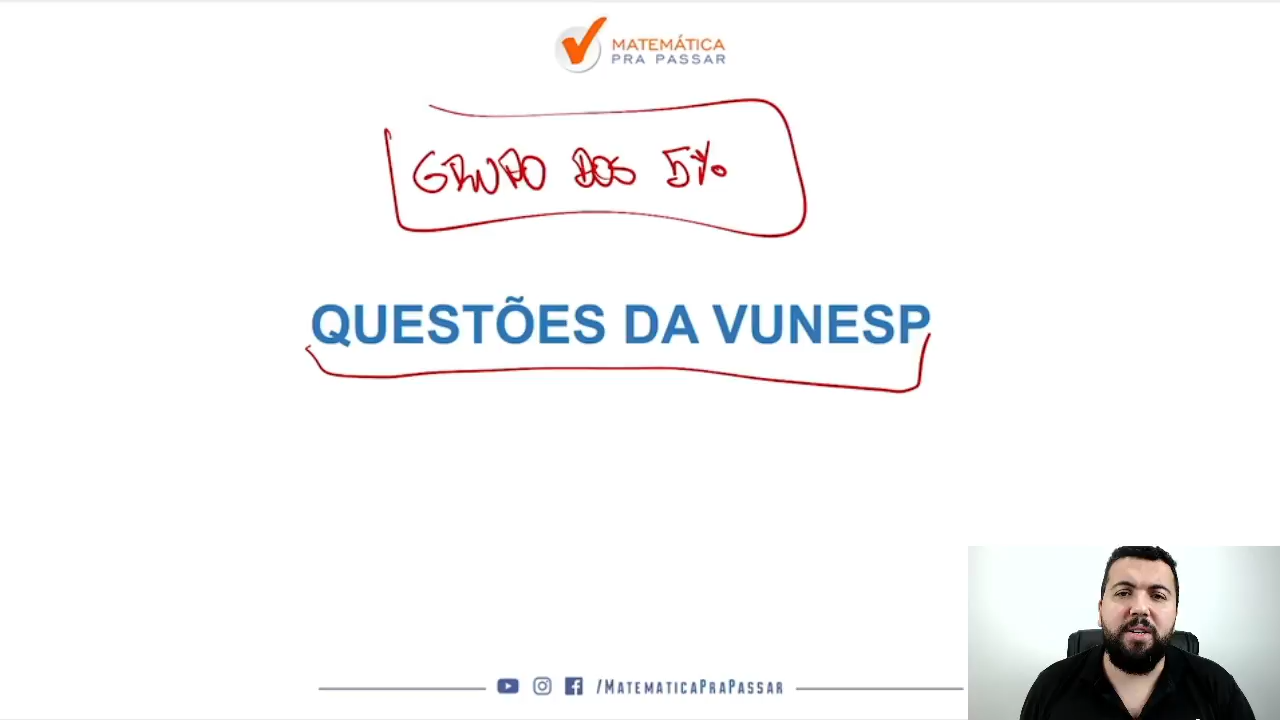 MATEMÁTICA
PRA PASSAR
GRUPO DOS 5%
QUESTÕES DA VUNESP
/MATEMATICAPRAPASSAR